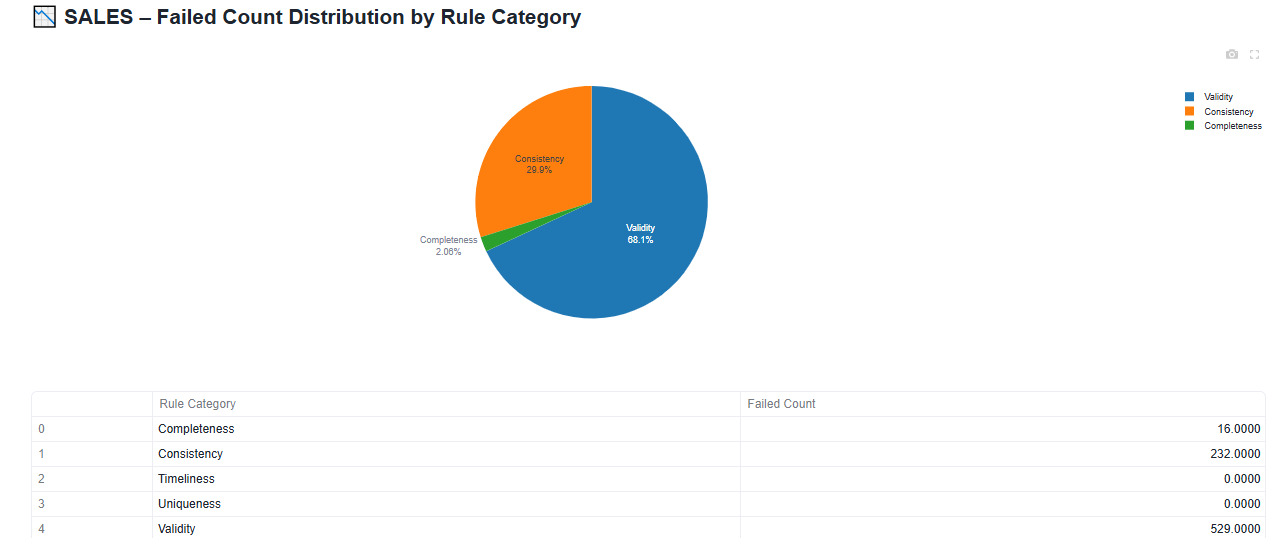 SALES – Failed Count Distribution by Rule Category
Validity
Consistency
Completeness
Consistency
29.9%
Validity
68.1%
Completeness
2.06%
Rule Category Failed Count
0 Completeness 16.0000
1 Consistency 232.0000
2 Timeliness 0.0000
3 Uniqueness 0.0000
4 Validity 529.0000